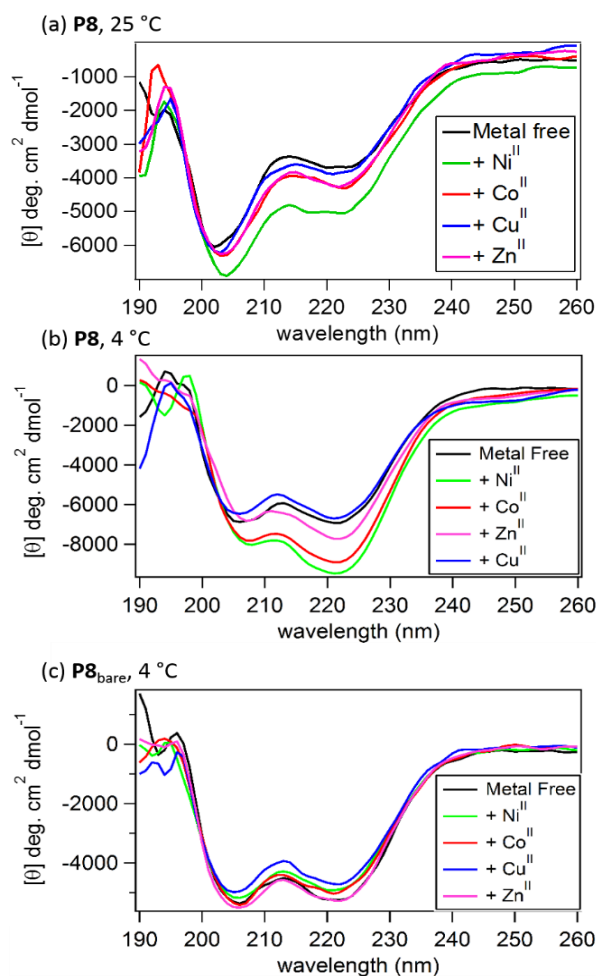 (a) P8, 25 °C
[θ] deg. cm² dmol⁻¹
-1000
-2000
-3000
-4000
-5000
-6000
Metal free
+ Niᴵᴵ
+ Coᴵᴵ
+ Cuᴵᴵ
+ Znᴵᴵ
190 200 210 220 230 240 250 260
wavelength (nm)
(b) P8, 4 °C
[θ] deg. cm² dmol⁻¹
0
-2000
-4000
-6000
-8000
Metal Free
+ Niᴵᴵ
+ Coᴵᴵ
+ Znᴵᴵ
+ Cuᴵᴵ
190 200 210 220 230 240 250 260
wavelength (nm)
(c) P8bare, 4 °C
[θ] deg. cm² dmol⁻¹
0
-2000
-4000
Metal Free
+ Niᴵᴵ
+ Coᴵᴵ
+ Cuᴵᴵ
+ Znᴵᴵ
190 200 210 220 230 240 250 260
wavelength (nm)